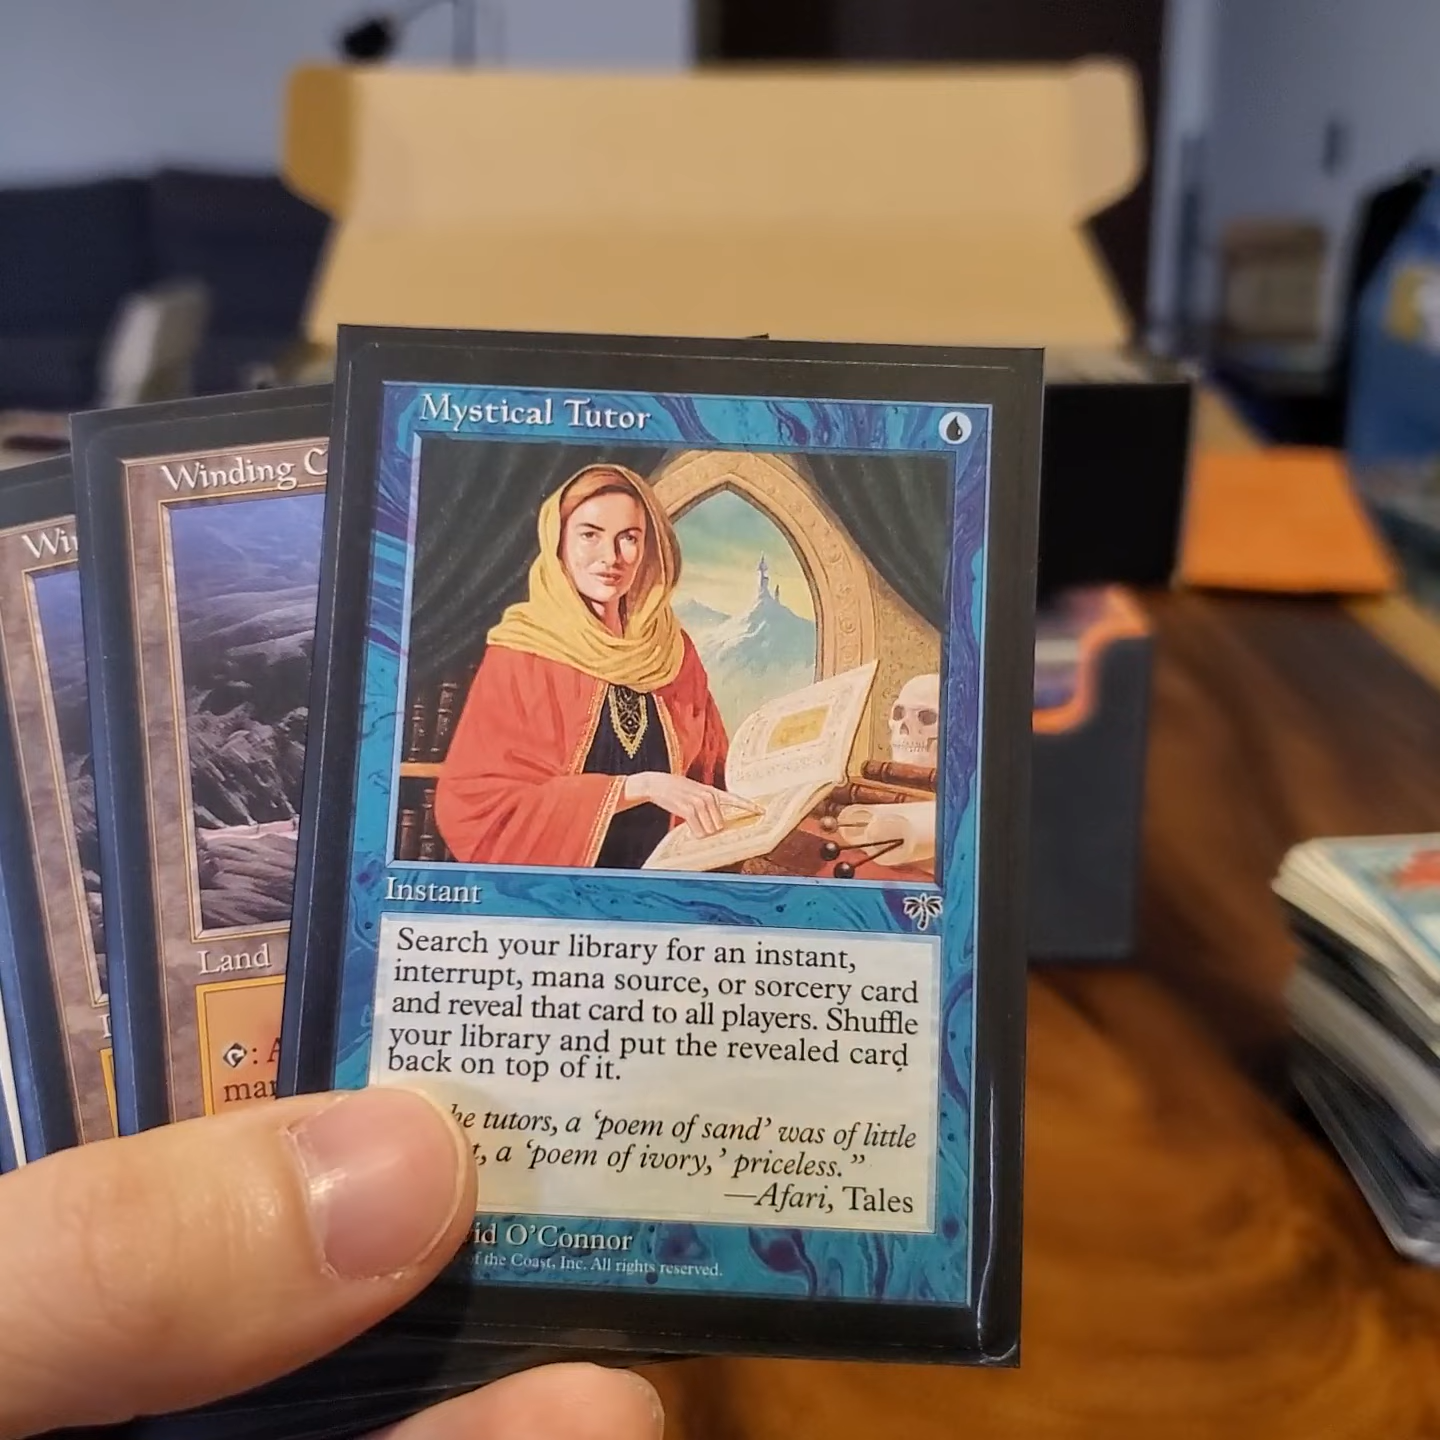 Mystical Tutor
Winding C
Wi
Instant
Land
Search your library for an instant,
interrupt, mana source, or sorcery card
and reveal that card to all players. Shuffle
your library and put the revealed card
back on top of it.
: A
mar
he tutors, a ‘poem of sand’ was of little
t, a ‘poem of ivory,’ priceless.”
—Afari, Tales
vid O’Connor
of the Coast, Inc. All rights reserved.